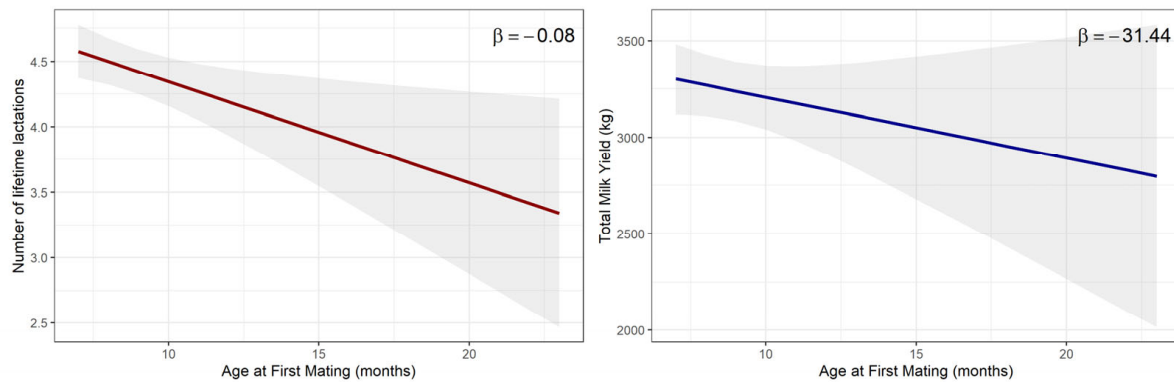 β = −0.08
Number of lifetime lactations
4.5
4.0
3.5
3.0
2.5
10
15
20
Age at First Mating (months)
β = −31.44
Total Milk Yield (kg)
3500
3000
2500
2000
10
15
20
Age at First Mating (months)